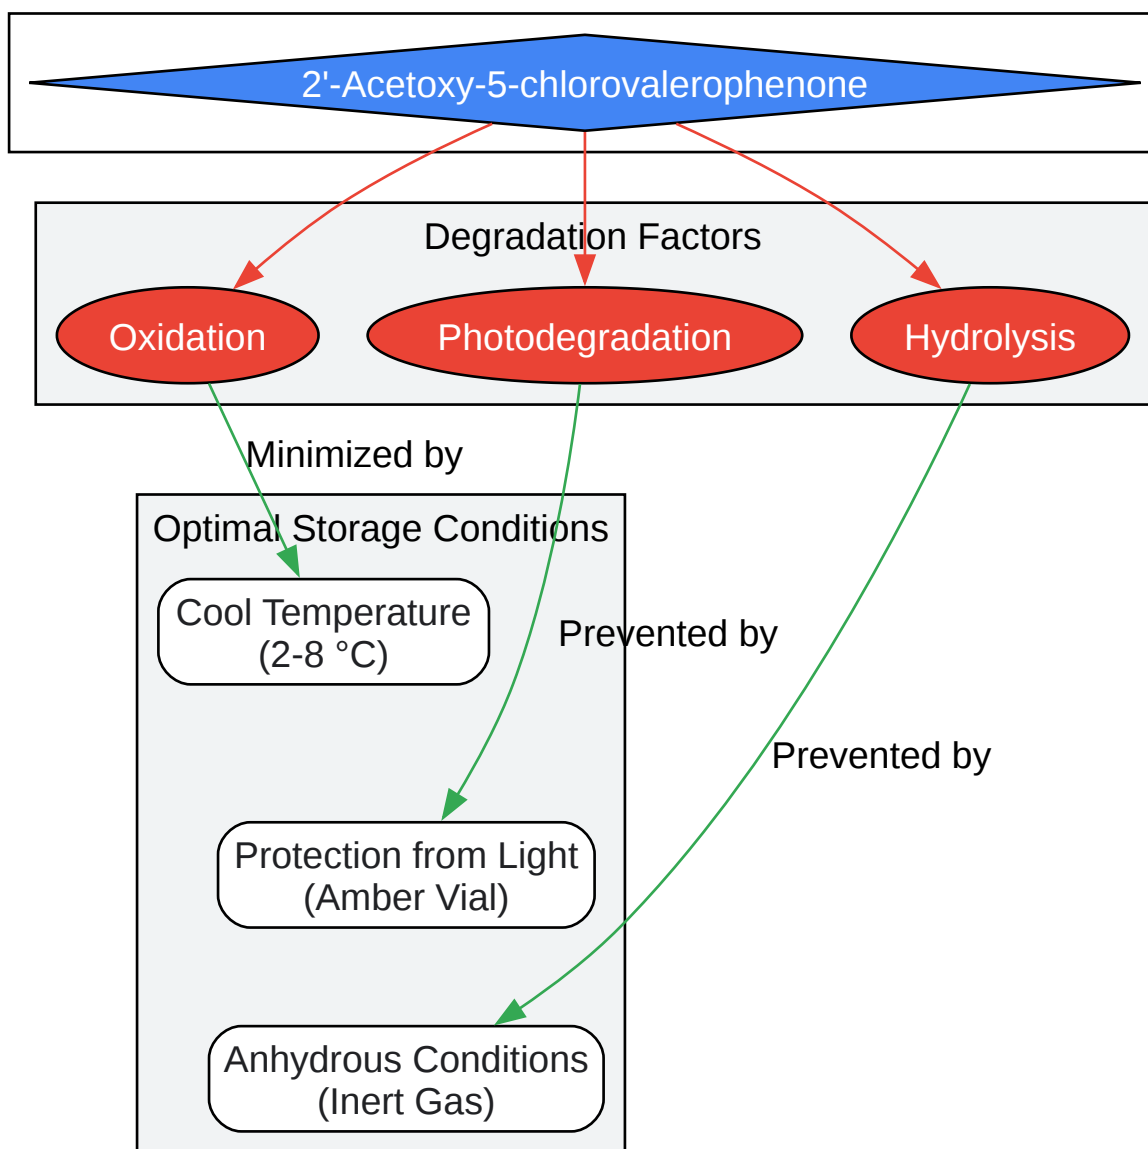 2'-Acetoxy-5-chlorovalerophenone
Degradation Factors
Oxidation
Photodegradation
Hydrolysis
Minimized by
Optimal Storage Conditions
Cool Temperature
(2-8 °C)
Prevented by
Prevented by
Protection from Light
(Amber Vial)
Anhydrous Conditions
(Inert Gas)